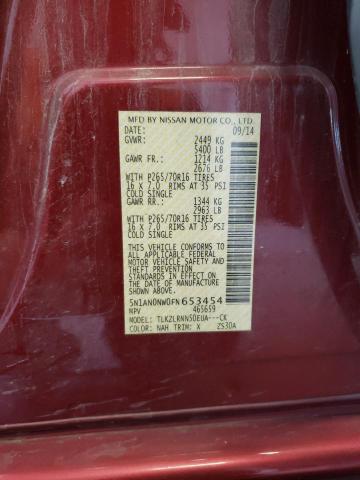 MFD BY NISSAN MOTOR CO., LTD.
DATE: 09/14
GVWR: 2449 KG
5400 LB
GAWR FR.: 1214 KG
2676 LB
WITH P265/70R16 TIRES
16 X 7.0 RIMS AT 35 PSI
COLD SINGLE
GAWR RR.: 1344 KG
2963 LB
WITH P265/70R16 TIRES
16 X 7.0 RIMS AT 35 PSI
COLD SINGLE
THIS VEHICLE CONFORMS TO
ALL APPLICABLE FEDERAL
MOTOR VEHICLE SAFETY AND
STANDARDS IN EFFECT ON THE
DATE OF MANUFACTURE SHOWN
ABOVE
5N1AN0NW0FN653454
MPV 465659
MODEL: TLKZLRNN50EUA---CK
COLOR: NAH TRIM: X ZS30A